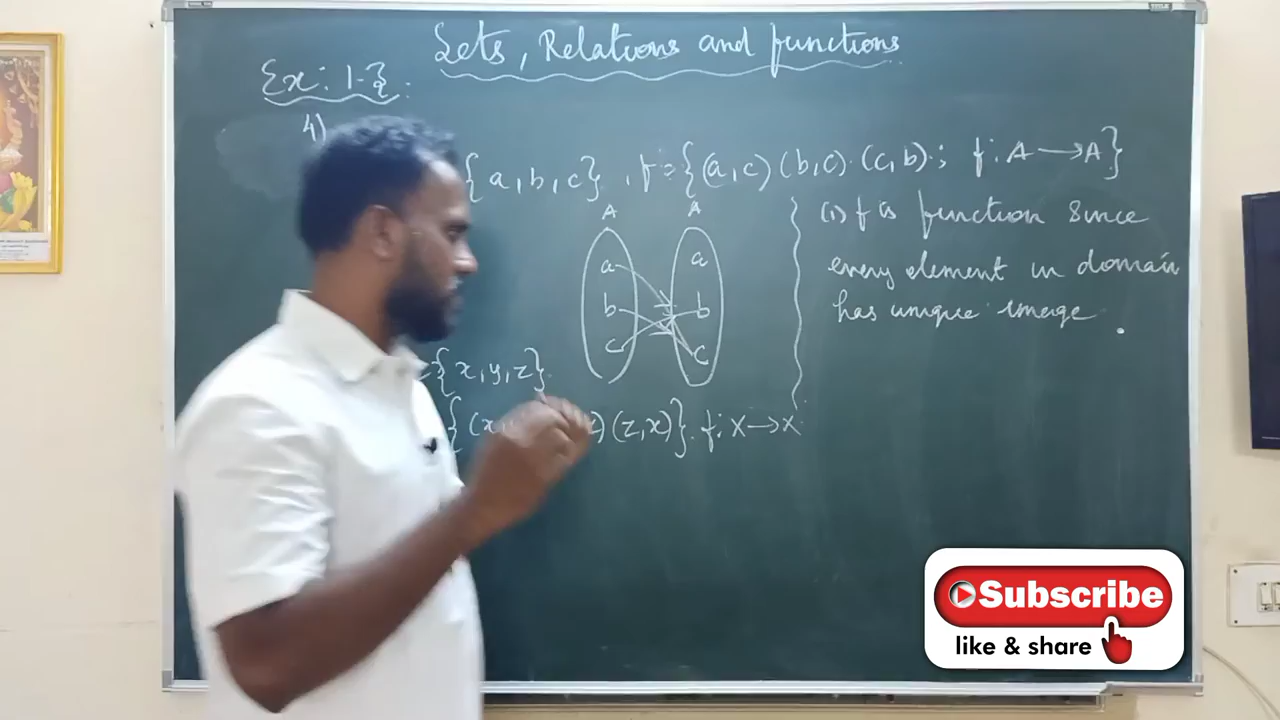 Sets, Relations and functions
Ex: 1.3:
4)
{a, b, c} , f = {(a, c) (b, c) (c, b) ; f: A → A}
A A
a a
b b
c c
(i) f is function since
every element in domain
has unique image .
= {x, y, z}.
{(x, z) (z, x)}. f: X → X
Subscribe
like & share